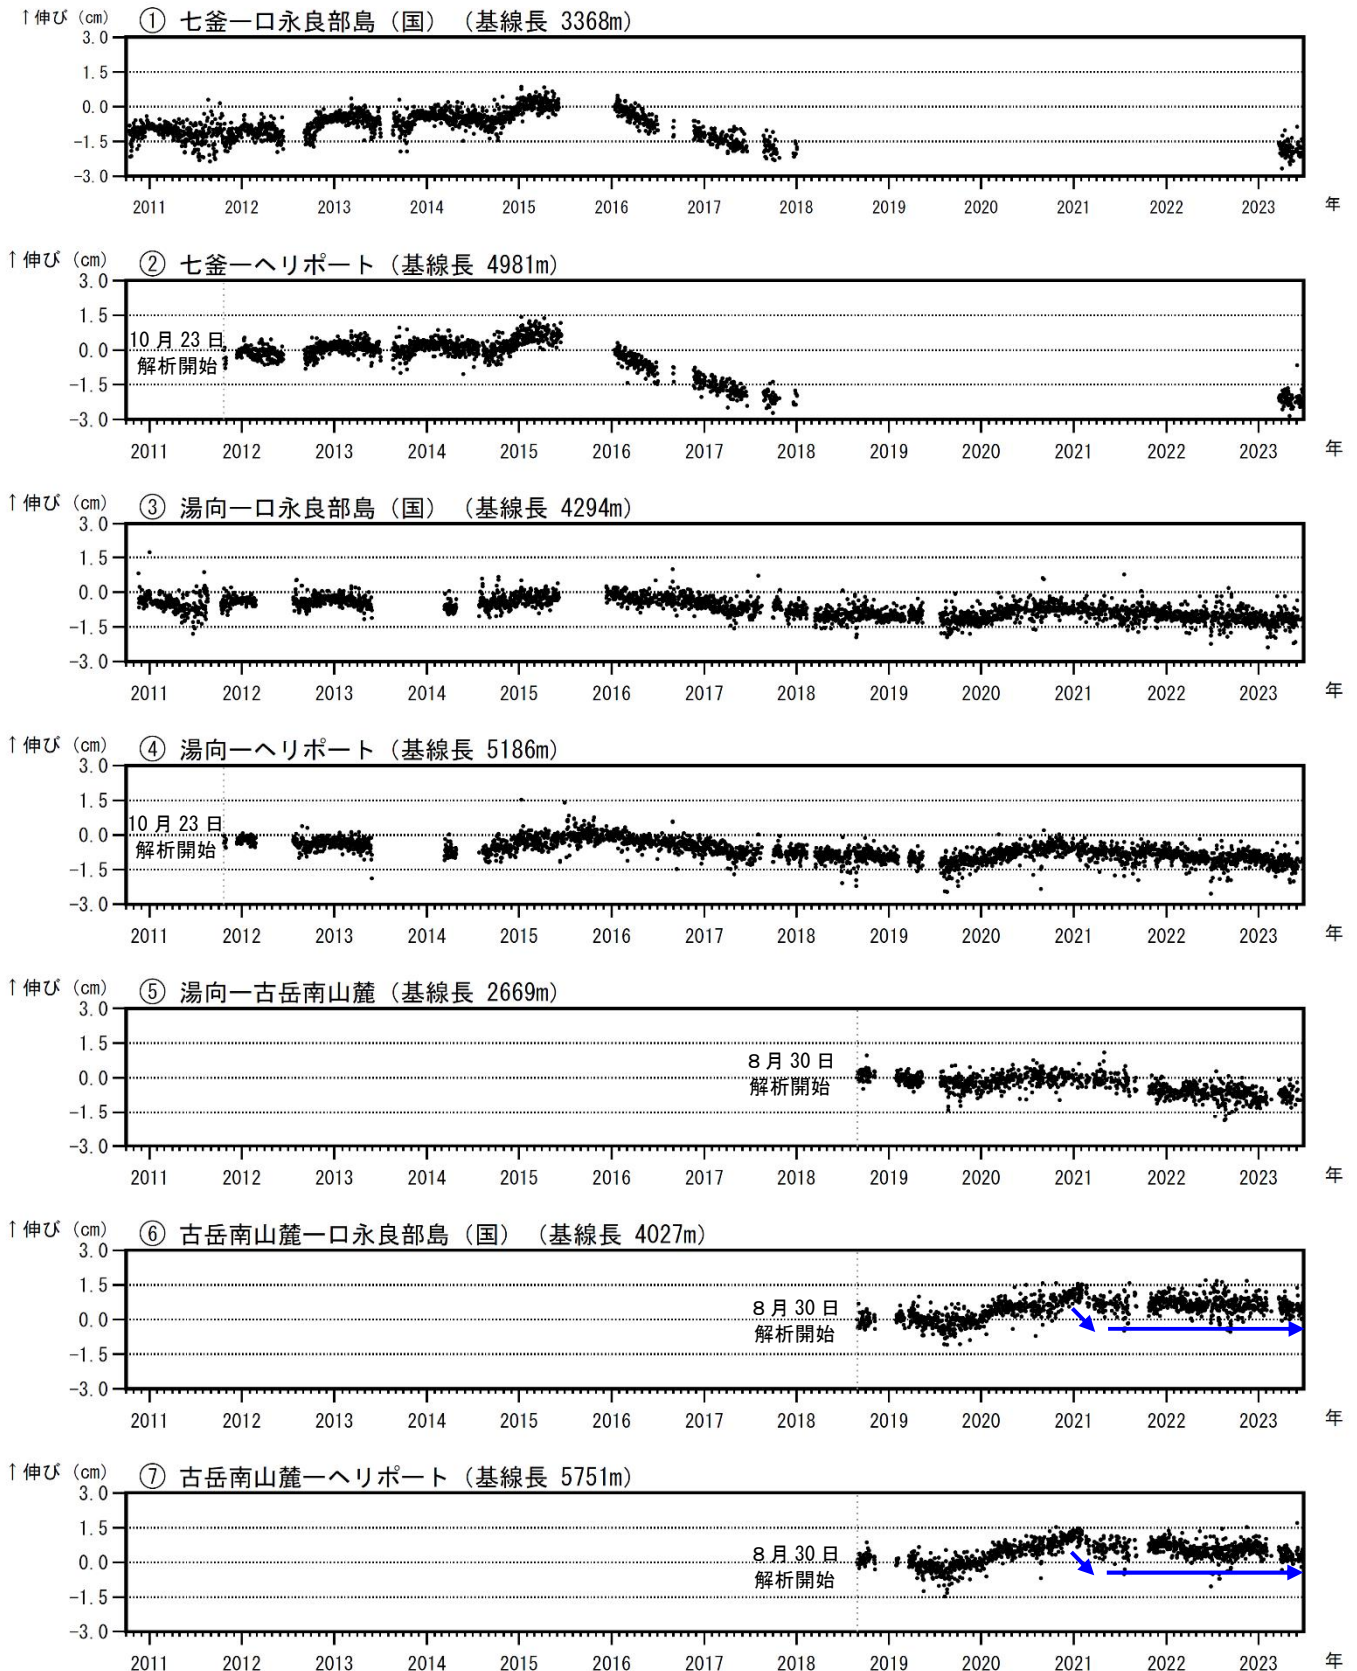 ↑伸び (cm) ① 七釜ー口永良部島（国）（基線長 3368m）
3.0
1.5
0.0
-1.5
-3.0
2011 2012 2013 2014 2015 2016 2017 2018 2019 2020 2021 2022 2023 年
↑伸び (cm) ② 七釜ーヘリポート（基線長 4981m）
3.0
1.5
10月23日
0.0
解析開始
-1.5
-3.0
2011 2012 2013 2014 2015 2016 2017 2018 2019 2020 2021 2022 2023 年
↑伸び (cm) ③ 湯向ー口永良部島（国）（基線長 4294m）
3.0
1.5
0.0
-1.5
-3.0
2011 2012 2013 2014 2015 2016 2017 2018 2019 2020 2021 2022 2023 年
↑伸び (cm) ④ 湯向ーヘリポート（基線長 5186m）
3.0
1.5
10月23日
0.0
解析開始
-1.5
-3.0
2011 2012 2013 2014 2015 2016 2017 2018 2019 2020 2021 2022 2023 年
↑伸び (cm) ⑤ 湯向ー古岳南山麓（基線長 2669m）
3.0
1.5
8月30日
0.0
解析開始
-1.5
-3.0
2011 2012 2013 2014 2015 2016 2017 2018 2019 2020 2021 2022 2023 年
↑伸び (cm) ⑥ 古岳南山麓ー口永良部島（国）（基線長 4027m）
3.0
1.5
8月30日
0.0
解析開始
-1.5
-3.0
2011 2012 2013 2014 2015 2016 2017 2018 2019 2020 2021 2022 2023 年
↑伸び (cm) ⑦ 古岳南山麓ーヘリポート（基線長 5751m）
3.0
1.5
8月30日
0.0
解析開始
-1.5
-3.0
2011 2012 2013 2014 2015 2016 2017 2018 2019 2020 2021 2022 2023 年